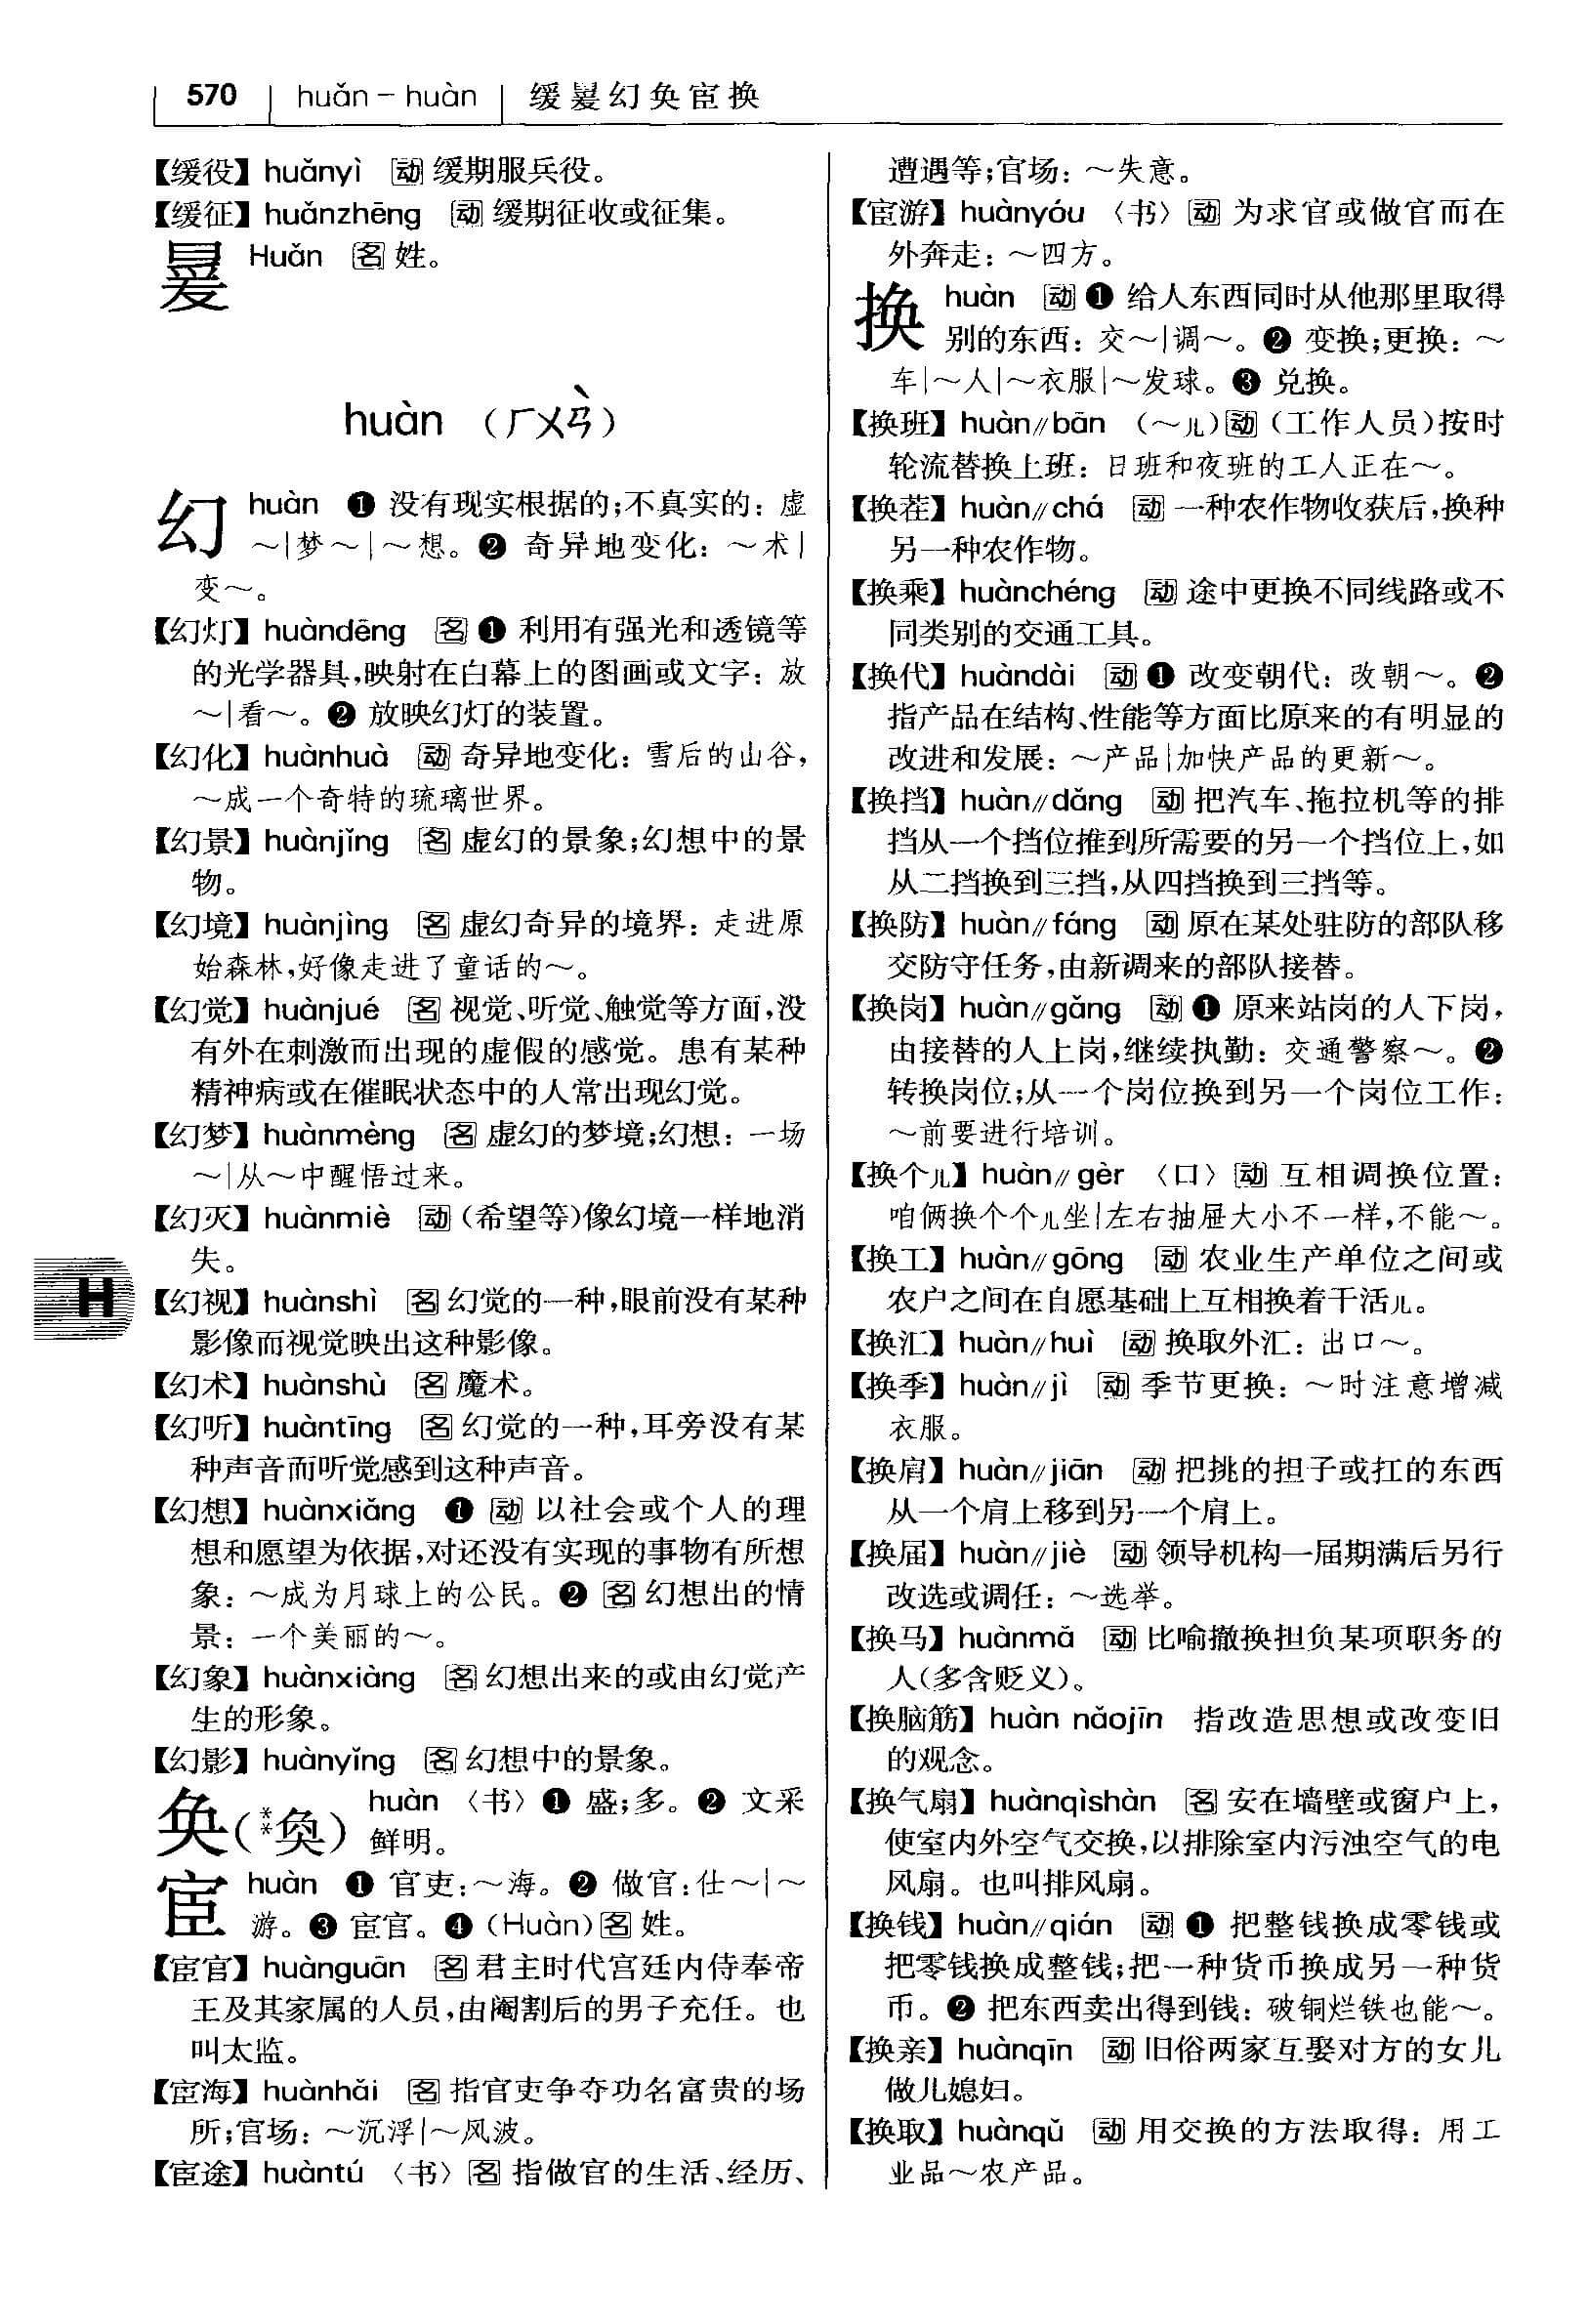 570 huǎn－huàn 缓㬊幻奂宦换
【缓役】huǎnyì 动 缓期服兵役。
【缓征】huǎnzhēng 动 缓期征收或征集。
㬊 Huǎn 名 姓。
huàn （ㄏㄨㄢˋ）
幻 huàn ❶ 没有现实根据的；不真实的：虚
～|梦～|～想。❷ 奇异地变化：～术|
变～。
【幻灯】huàndēng 名 ❶ 利用有强光和透镜等
的光学器具，映射在白幕上的图画或文字：放
～|看～。❷ 放映幻灯的装置。
【幻化】huànhuà 动 奇异地变化：雪后的山谷，
～成一个奇特的琉璃世界。
【幻景】huànjǐng 名 虚幻的景象；幻想中的景
物。
【幻境】huànjìng 名 虚幻奇异的境界：走进原
始森林，好像走进了童话的～。
【幻觉】huànjué 名 视觉、听觉、触觉等方面，没
有外在刺激而出现的虚假的感觉。患有某种
精神病或在催眠状态中的人常出现幻觉。
【幻梦】huànmèng 名 虚幻的梦境；幻想：一场
～|从～中醒悟过来。
【幻灭】huànmiè 动 （希望等）像幻境一样地消
失。
【幻视】huànshì 名 幻觉的一种，眼前没有某种
影像而视觉映出这种影像。
【幻术】huànshù 名 魔术。
【幻听】huàntīng 名 幻觉的一种，耳旁没有某
种声音而听觉感到这种声音。
【幻想】huànxiǎng ❶ 动 以社会或个人的理
想和愿望为依据，对还没有实现的事物有所想
象：～成为月球上的公民。❷ 名 幻想出的情
景：一个美丽的～。
【幻象】huànxiàng 名 幻想出来的或由幻觉产
生的形象。
【幻影】huànyǐng 名 幻想中的景象。
奂（**奐） huàn 〈书〉❶ 盛；多。❷ 文采
鲜明。
宦 huàn ❶ 官吏：～海。❷ 做官：仕～|～
游。❸ 宦官。❹（Huàn）名 姓。
【宦官】huànguān 名 君主时代宫廷内侍奉帝
王及其家属的人员，由阉割后的男子充任。也
叫太监。
【宦海】huànhǎi 名 指官吏争夺功名富贵的场
所；官场：～沉浮|～风波。
【宦途】huàntú 〈书〉名 指做官的生活、经历、
遭遇等；官场：～失意。
【宦游】huànyóu 〈书〉动 为求官或做官而在
外奔走：～四方。
换 huàn 动 ❶ 给人东西同时从他那里取得
别的东西：交～|调～。❷ 变换；更换：～
车|～人|～衣服|～发球。❸ 兑换。
【换班】huàn//bān （～儿）动 （工作人员）按时
轮流替换上班：日班和夜班的工人正在～。
【换茬】huàn//chá 动 一种农作物收获后，换种
另一种农作物。
【换乘】huànchéng 动 途中更换不同线路或不
同类别的交通工具。
【换代】huàndài 动 ❶ 改变朝代：改朝～。❷
指产品在结构、性能等方面比原来的有明显的
改进和发展：～产品|加快产品的更新～。
【换挡】huàn//dǎng 动 把汽车、拖拉机等的排
挡从一个挡位推到所需要的另一个挡位上，如
从二挡换到三挡，从四挡换到三挡等。
【换防】huàn//fáng 动 原在某处驻防的部队移
交防守任务，由新调来的部队接替。
【换岗】huàn//gǎng 动 ❶ 原来站岗的人下岗，
由接替的人上岗，继续执勤：交通警察～。❷
转换岗位；从一个岗位换到另一个岗位工作：
～前要进行培训。
【换个儿】huàn//gèr 〈口〉动 互相调换位置：
咱俩换个个儿坐|左右抽屉大小不一样，不能～。
【换工】huàn//gōng 动 农业生产单位之间或
农户之间在自愿基础上互相换着干活儿。
【换汇】huàn//huì 动 换取外汇：出口～。
【换季】huàn//jì 动 季节更换：～时注意增减
衣服。
【换肩】huàn//jiān 动 把挑的担子或扛的东西
从一个肩上移到另一个肩上。
【换届】huàn//jiè 动 领导机构一届期满后另行
改选或调任：～选举。
【换马】huànmǎ 动 比喻撤换担负某项职务的
人（多含贬义）。
【换脑筋】huàn nǎojīn 指改造思想或改变旧
的观念。
【换气扇】huànqìshàn 名 安在墙壁或窗户上，
使室内外空气交换，以排除室内污浊空气的电
风扇。也叫排风扇。
【换钱】huàn//qián 动 ❶ 把整钱换成零钱或
把零钱换成整钱；把一种货币换成另一种货
币。❷ 把东西卖出得到钱：破铜烂铁也能～。
【换亲】huànqīn 动 旧俗两家互娶对方的女儿
做儿媳妇。
【换取】huànqǔ 动 用交换的方法取得：用工
业品～农产品。
H